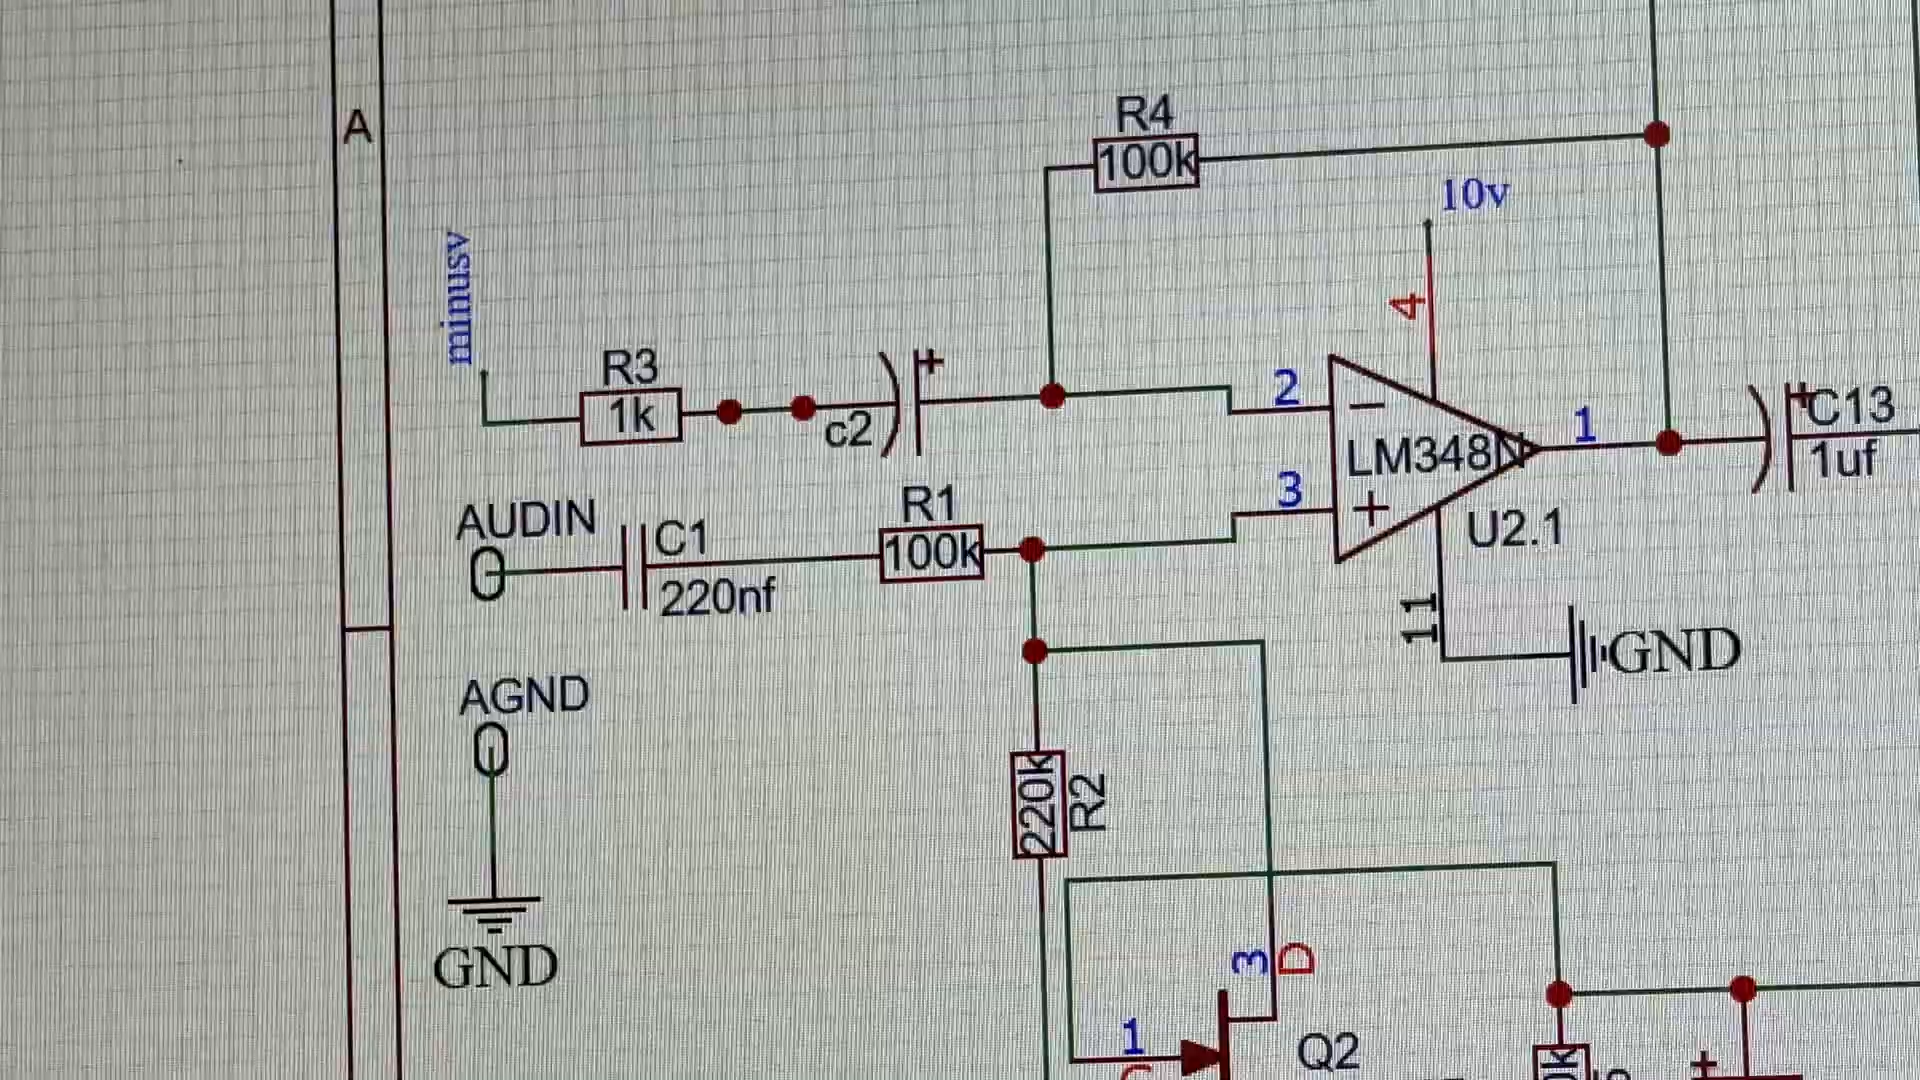 A
R4
100k
10v
minusv
4
R3
1k
c2
+
2
−
LM348N
1
+
C13
1uf
AUDIN
C1
220nf
R1
100k
3
+
U2.1
11
GND
AGND
220k
R2
GND
3
D
1
Q2
+